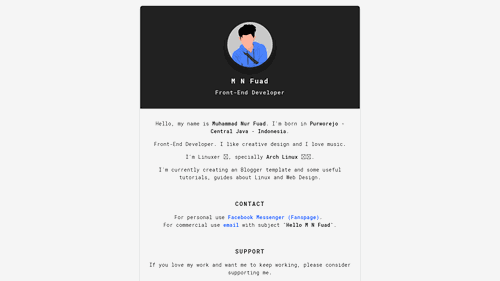 M N Fuad
Front-End Developer
Hello, my name is Muhammad Nur Fuad. I'm born in Purworejo -
Central Java - Indonesia.
Front-End Developer. I like creative design and I love music.
I'm Linuxer, specially Arch Linux.
I'm currently creating an Blogger template and some useful
tutorials, guides about Linux and Web Design.
CONTACT
For personal use Facebook Messenger (Fanspage).
For commercial use email with subject "Hello M N Fuad".
SUPPORT
If you love my work and want me to keep working, please consider
supporting me.